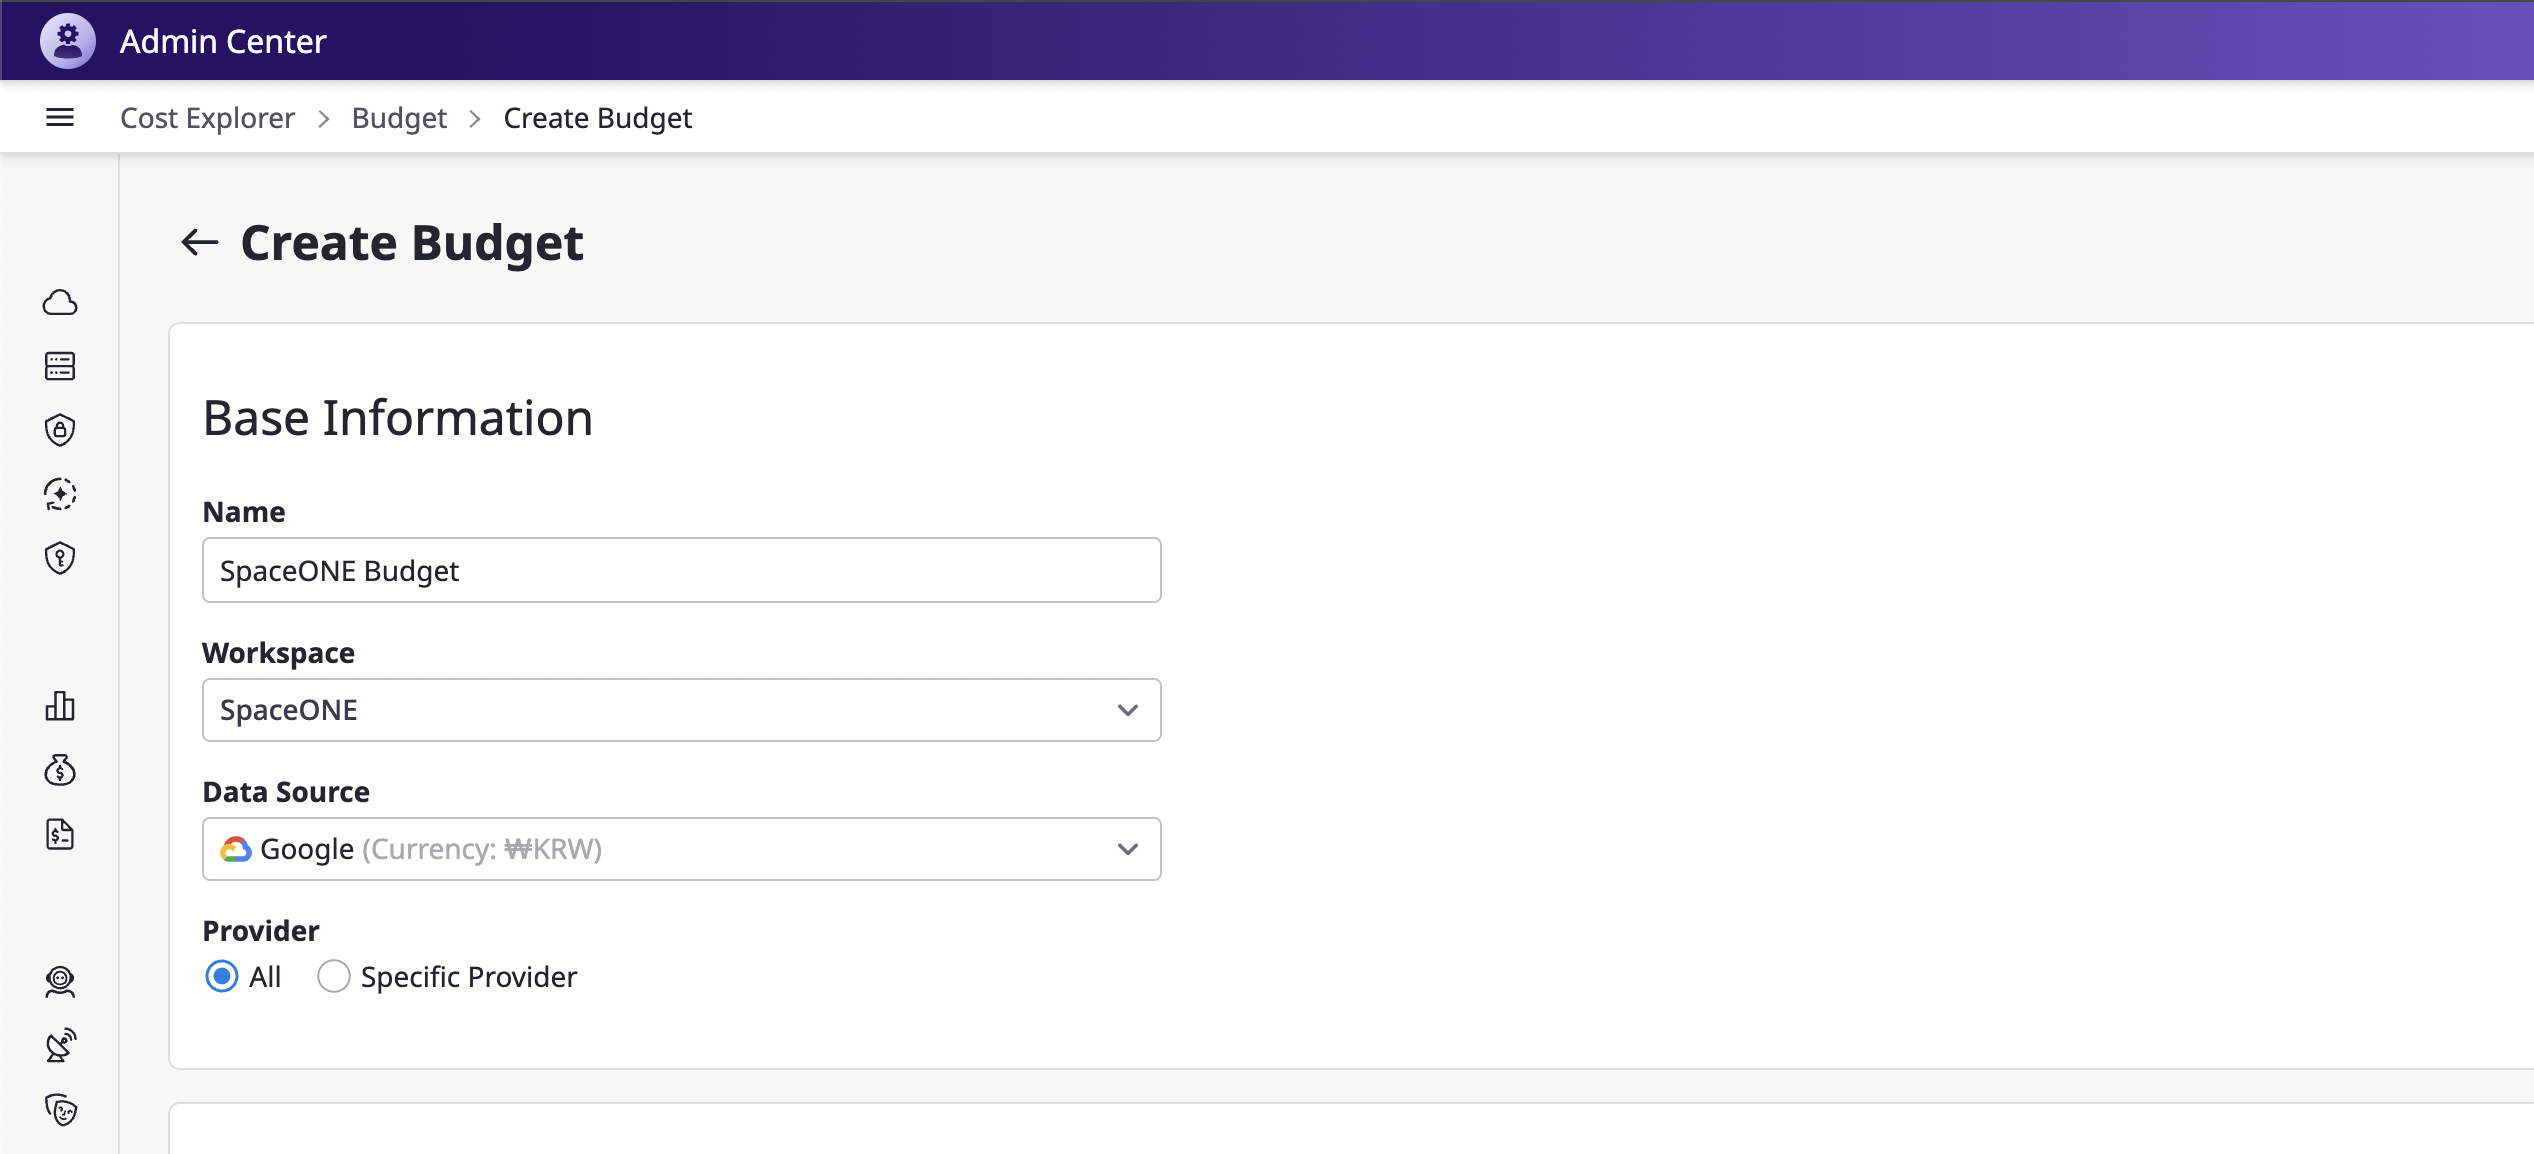 Admin Center
Cost Explorer > Budget > Create Budget
Create Budget
Base Information
Name
SpaceONE Budget
Workspace
SpaceONE
Data Source
Google (Currency: ₩KRW)
Provider
All Specific Provider